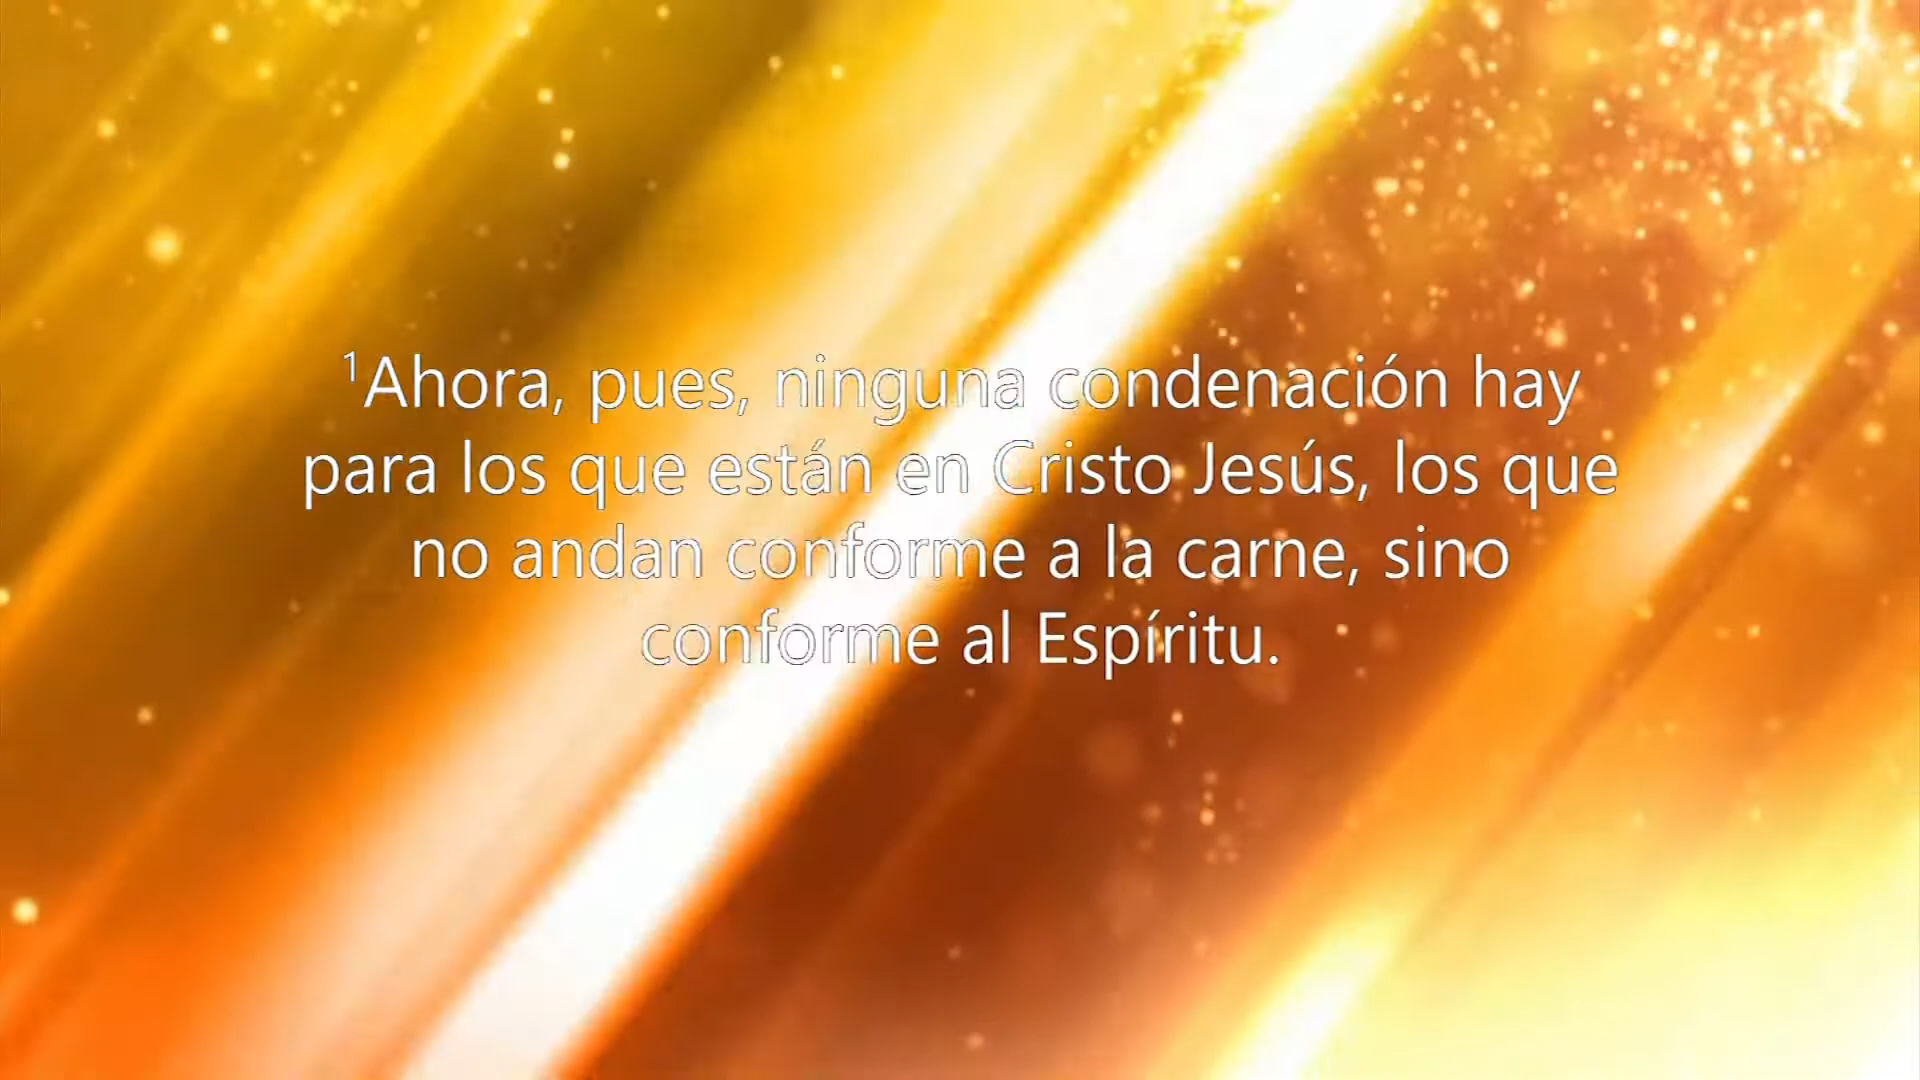 ¹Ahora, pues, ninguna condenación hay
para los que están en Cristo Jesús, los que
no andan conforme a la carne, sino
conforme al Espíritu.